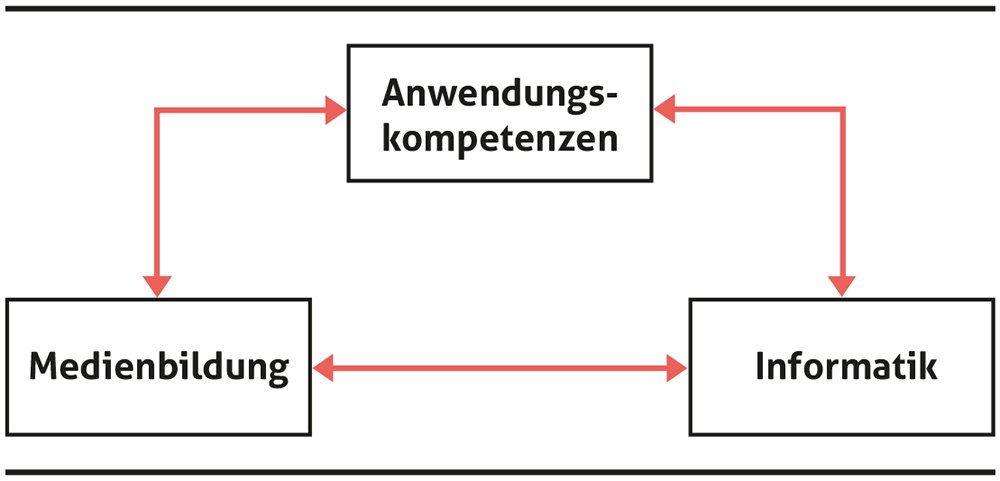 Anwendungs-
kompetenzen
Medienbildung
Informatik